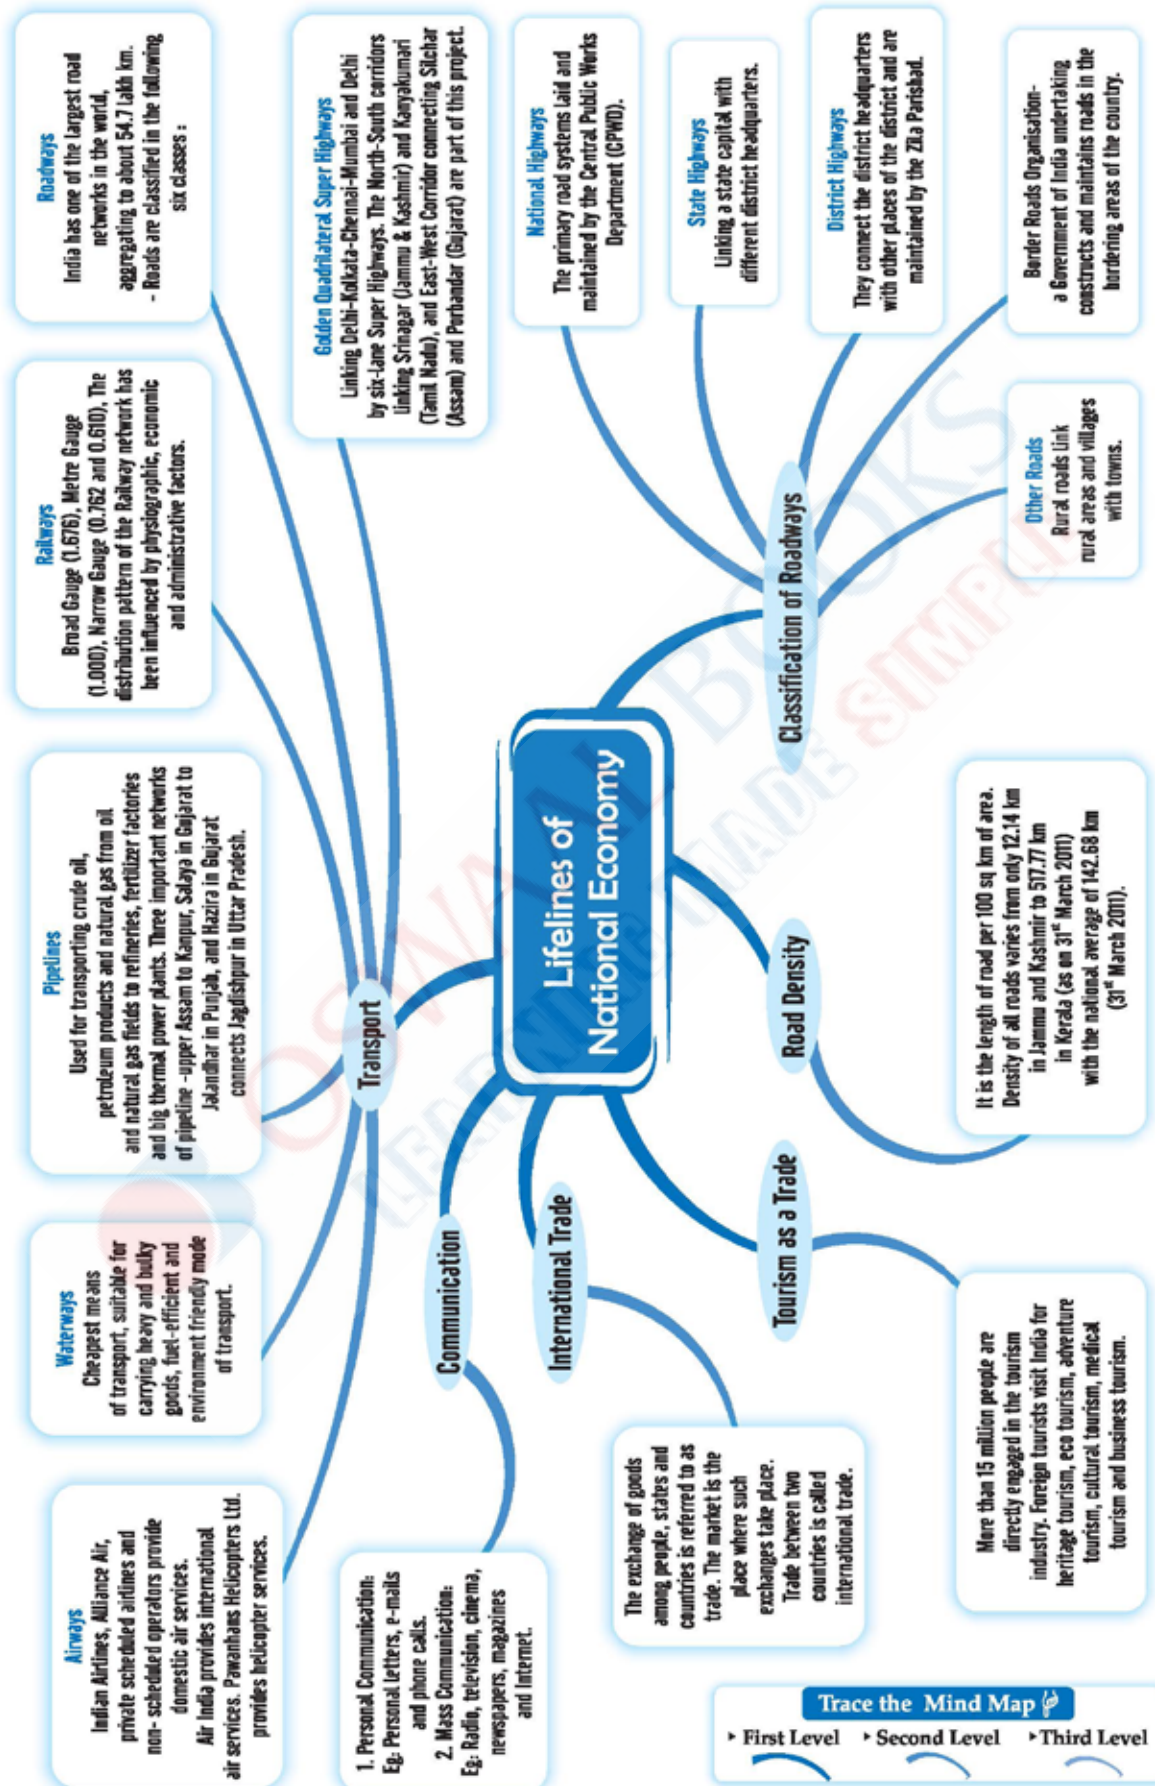 Lifelines of
National Economy
Transport
Airways
Indian Airlines, Alliance Air,
private scheduled airlines and
non- scheduled operators provide
domestic air services.
Air India provides international
air services. Pawanhans Helicopters Ltd.
provides helicopter services.
Waterways
Cheapest means
of transport, suitable for
carrying heavy and bulky
goods, fuel-efficient and
environment friendly mode
of transport.
Pipelines
Used for transporting crude oil,
petroleum products and natural gas from oil
and natural gas fields to refineries, fertilizer factories
and big thermal power plants. Three important networks
of pipeline -upper Assam to Kanpur, Salaya in Gujarat to
Jalandhar in Punjab, and Hazira in Gujarat
connects Jagdishpur in Uttar Pradesh.
Railways
Broad Gauge (1.676), Metre Gauge
(1.000), Narrow Gauge (0.762 and 0.610), The
distribution pattern of the Railway network has
been influenced by physiographic, economic
and administrative factors.
Roadways
India has one of the largest road
networks in the world,
aggregating to about 54.7 lakh km.
- Roads are classified in the following
six classes :
Golden Quadrilateral Super Highways
Linking Delhi-Kolkata-Chennai-Mumbai and Delhi
by six-lane Super Highways. The North-South corridors
linking Srinagar (Jammu & Kashmir) and Kanyakumari
(Tamil Nadu), and East-West Corridor connecting Silchar
(Assam) and Porbandar (Gujarat) are part of this project.
Classification of Roadways
National Highways
The primary road systems laid and
maintained by the Central Public Works
Department (CPWD).
State Highways
Linking a state capital with
different district headquarters.
District Highways
They connect the district headquarters
with other places of the district and are
maintained by the Zila Parishad.
Border Roads Organisation-
a Government of India undertaking
constructs and maintains roads in the
bordering areas of the country.
Other Roads
Rural roads link
rural areas and villages
with towns.
Communication
1. Personal Communication:
Eg: Personal letters, e-mails
and phone calls.
2. Mass Communication:
Eg: Radio, television, cinema,
newspapers, magazines
and Internet.
International Trade
The exchange of goods
among people, states and
countries is referred to as
trade. The market is the
place where such
exchanges take place.
Trade between two
countries is called
international trade.
Tourism as a Trade
More than 15 million people are
directly engaged in the tourism
industry. Foreign tourists visit India for
heritage tourism, eco tourism, adventure
tourism, cultural tourism, medical
tourism and business tourism.
Road Density
It is the length of road per 100 sq km of area.
Density of all roads varies from only 12.14 km
in Jammu and Kashmir to 517.77 km
in Kerala (as on 31st March 2011)
with the national average of 142.68 km
(31st March 2011).
Trace the Mind Map
First Level
Second Level
Third Level
OSWAAL BOOKS
LEARNING MADE SIMPLE